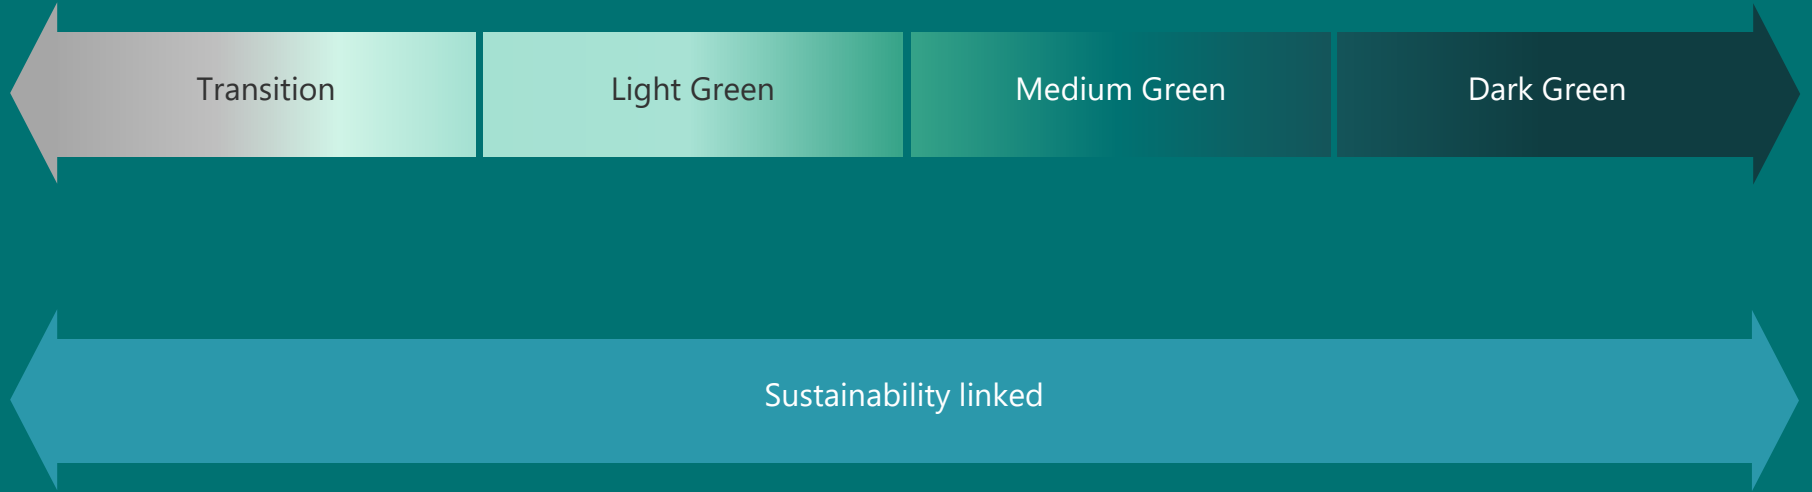 Transition
Light Green
Medium Green
Dark Green
Sustainability linked